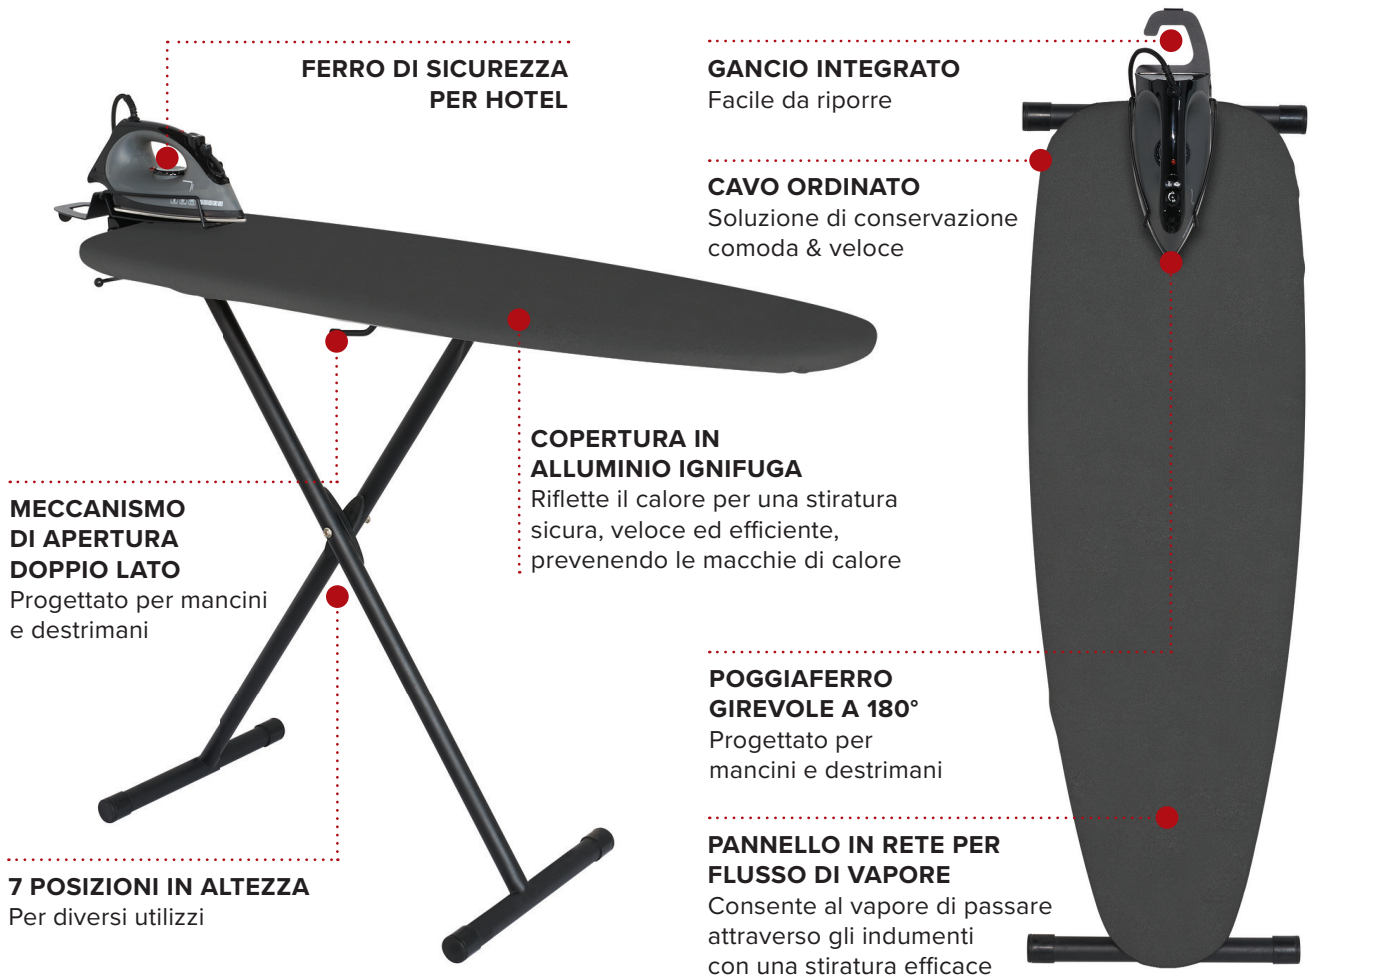 FERRO DI SICUREZZA
PER HOTEL
GANCIO INTEGRATO
Facile da riporre
CAVO ORDINATO
Soluzione di conservazione
comoda & veloce
COPERTURA IN
ALLUMINIO IGNIFUGA
Riflette il calore per una stiratura
sicura, veloce ed efficiente,
prevenendo le macchie di calore
MECCANISMO
DI APERTURA
DOPPIO LATO
Progettato per mancini
e destrimani
POGGIAFERRO
GIREVOLE A 180°
Progettato per
mancini e destrimani
7 POSIZIONI IN ALTEZZA
Per diversi utilizzi
PANNELLO IN RETE PER
FLUSSO DI VAPORE
Consente al vapore di passare
attraverso gli indumenti
con una stiratura efficace